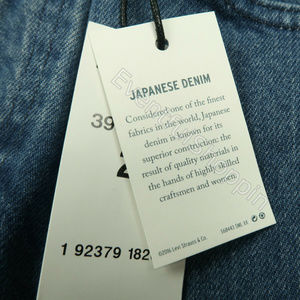 JAPANESE DENIM
Considered one of the finest
fabrics in the world, Japanese
denim is known for its
superior construction: the
result of quality materials in
the hands of highly skilled
craftsmen and women.
©2016 Levi Strauss & Co.
39
2
1 92379 182